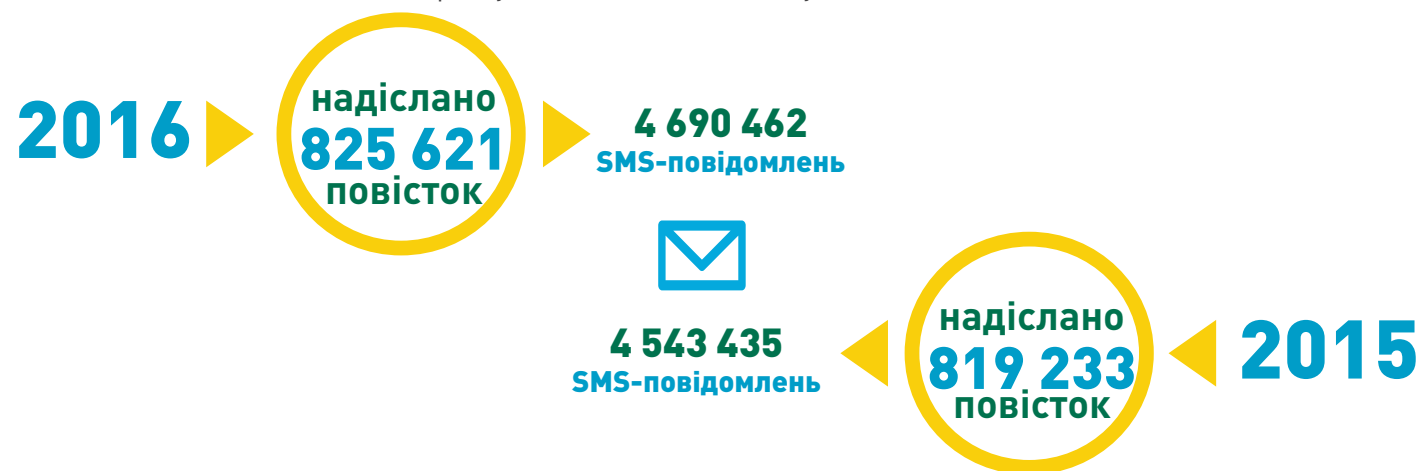 2016
надіслано
825 621
повісток
4 690 462
SMS-повідомлень
4 543 435
SMS-повідомлень
надіслано
819 233
повісток
2015